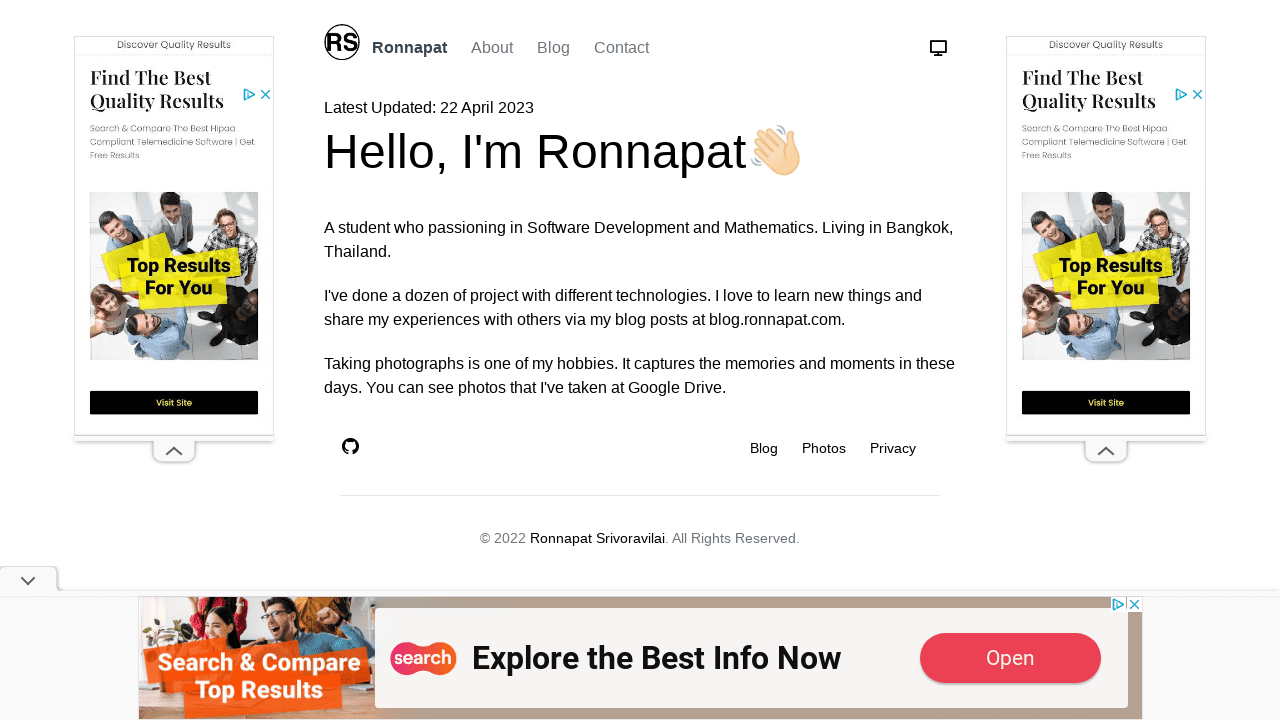 RS Ronnapat About Blog Contact
Latest Updated: 22 April 2023
Hello, I'm Ronnapat
A student who passioning in Software Development and Mathematics. Living in Bangkok,
Thailand.
I've done a dozen of project with different technologies. I love to learn new things and
share my experiences with others via my blog posts at blog.ronnapat.com.
Taking photographs is one of my hobbies. It captures the memories and moments in these
days. You can see photos that I've taken at Google Drive.
Blog Photos Privacy
© 2022 Ronnapat Srivoravilai. All Rights Reserved.
Discover Quality Results
Find The Best
Quality Results
Search & Compare The Best Hipaa
Compliant Telemedicine Software | Get
Free Results
Top Results
For You
Visit Site
Discover Quality Results
Find The Best
Quality Results
Search & Compare The Best Hipaa
Compliant Telemedicine Software | Get
Free Results
Top Results
For You
Visit Site
Search & Compare
Top Results
search
Explore the Best Info Now
Open